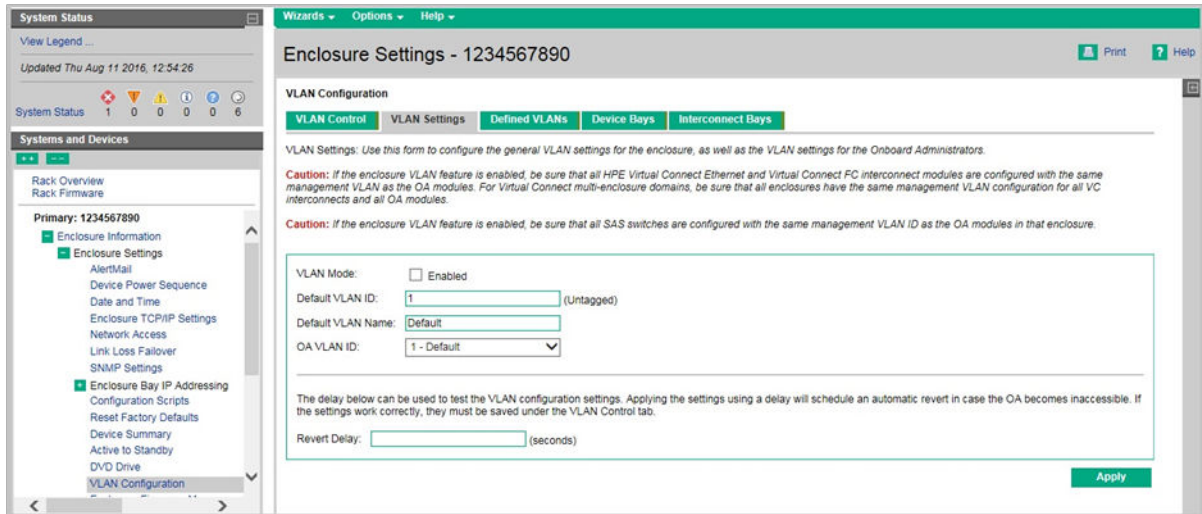 System Status
View Legend ...
Updated Thu Aug 11 2016, 12:54:26
System Status 1 0 0 0 0 6
Systems and Devices
Rack Overview
Rack Firmware
Primary: 1234567890
Enclosure Information
Enclosure Settings
AlertMail
Device Power Sequence
Date and Time
Enclosure TCP/IP Settings
Network Access
Link Loss Failover
SNMP Settings
Enclosure Bay IP Addressing
Configuration Scripts
Reset Factory Defaults
Device Summary
Active to Standby
DVD Drive
VLAN Configuration
Wizards Options Help
Enclosure Settings - 1234567890
Print ? Help
VLAN Configuration
VLAN Control VLAN Settings Defined VLANs Device Bays Interconnect Bays
VLAN Settings: Use this form to configure the general VLAN settings for the enclosure, as well as the VLAN settings for the Onboard Administrators.
Caution: If the enclosure VLAN feature is enabled, be sure that all HPE Virtual Connect Ethernet and Virtual Connect FC interconnect modules are configured with the same
management VLAN as the OA modules. For Virtual Connect multi-enclosure domains, be sure that all enclosures have the same management VLAN configuration for all VC
interconnects and all OA modules.
Caution: If the enclosure VLAN feature is enabled, be sure that all SAS switches are configured with the same management VLAN ID as the OA modules in that enclosure.
VLAN Mode: Enabled
Default VLAN ID: 1 (Untagged)
Default VLAN Name: Default
OA VLAN ID: 1 - Default
The delay below can be used to test the VLAN configuration settings. Applying the settings using a delay will schedule an automatic revert in case the OA becomes inaccessible. If
the settings work correctly, they must be saved under the VLAN Control tab.
Revert Delay: (seconds)
Apply